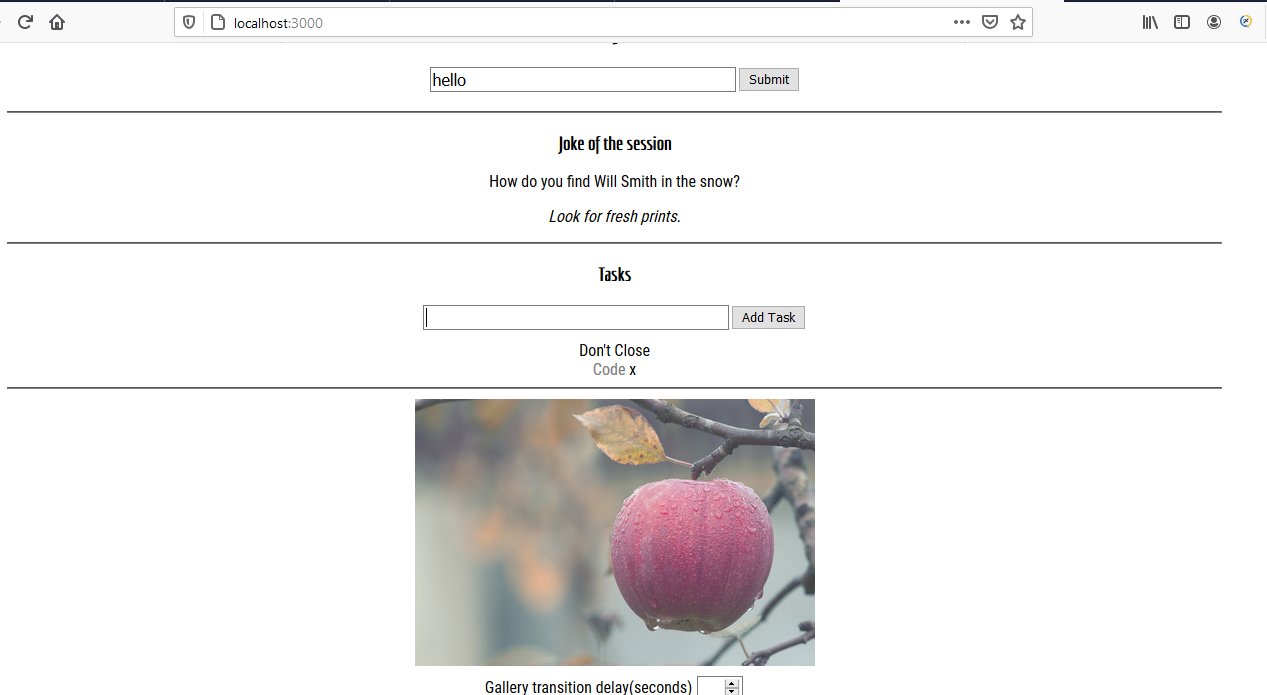 localhost:3000
hello Submit
Joke of the session
How do you find Will Smith in the snow?
Look for fresh prints.
Tasks
Add Task
Don't Close
Code x
Gallery transition delay(seconds)